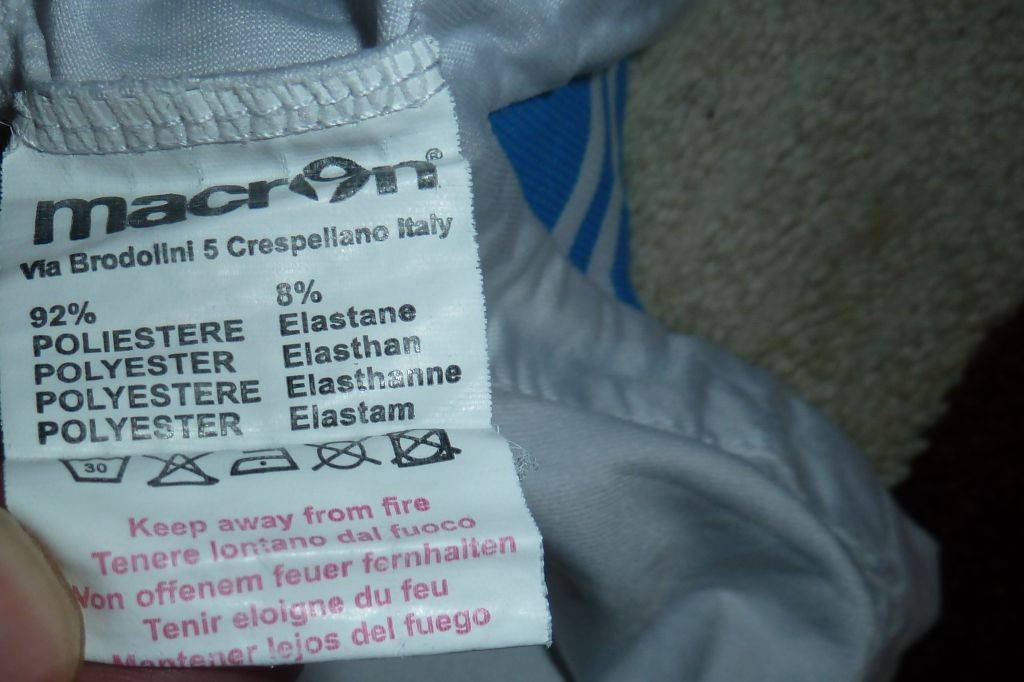 macron®
Via Brodolini 5 Crespellano Italy
92% 8%
POLIESTERE Elastane
POLYESTER Elasthan
POLYESTERE Elasthanne
POLYESTER Elastam
30
Keep away from fire
Tenere lontano dal fuoco
Von offenem feuer fernhalten
Tenir eloigne du feu
Mantener lejos del fuego